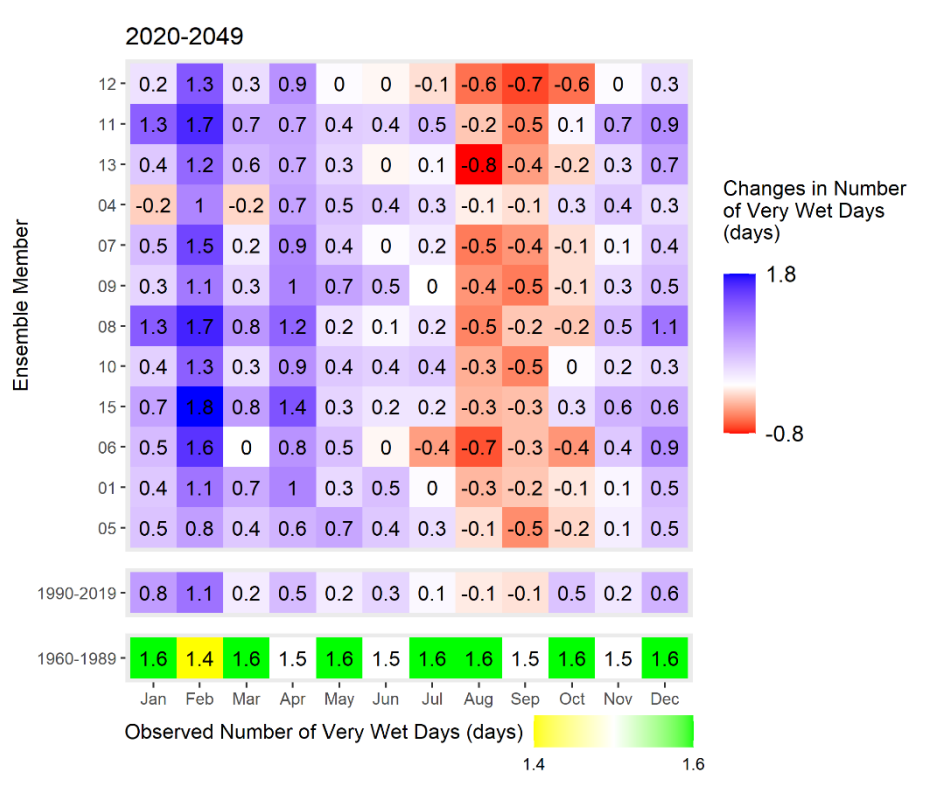 2020-2049
12 0.2 1.3 0.3 0.9 0 0 -0.1 -0.6 -0.7 -0.6 0 0.3
11 1.3 1.7 0.7 0.7 0.4 0.4 0.5 -0.2 -0.5 0.1 0.7 0.9
13 0.4 1.2 0.6 0.7 0.3 0 0.1 -0.8 -0.4 -0.2 0.3 0.7
04 -0.2 1 -0.2 0.7 0.5 0.4 0.3 -0.1 -0.1 0.3 0.4 0.3
07 0.5 1.5 0.2 0.9 0.4 0 0.2 -0.5 -0.4 -0.1 0.1 0.4
09 0.3 1.1 0.3 1 0.7 0.5 0 -0.4 -0.5 -0.1 0.3 0.5
08 1.3 1.7 0.8 1.2 0.2 0.1 0.2 -0.5 -0.2 -0.2 0.5 1.1
10 0.4 1.3 0.3 0.9 0.4 0.4 0.4 -0.3 -0.5 0 0.2 0.3
15 0.7 1.8 0.8 1.4 0.3 0.2 0.2 -0.3 -0.3 0.3 0.6 0.6
06 0.5 1.6 0 0.8 0.5 0 -0.4 -0.7 -0.3 -0.4 0.4 0.9
01 0.4 1.1 0.7 1 0.3 0.5 0 -0.3 -0.2 -0.1 0.1 0.5
05 0.5 0.8 0.4 0.6 0.7 0.4 0.3 -0.1 -0.5 -0.2 0.1 0.5
1990-2019 0.8 1.1 0.2 0.5 0.2 0.3 0.1 -0.1 -0.1 0.5 0.2 0.6
1960-1989 1.6 1.4 1.6 1.5 1.6 1.5 1.6 1.6 1.5 1.6 1.5 1.6
Jan Feb Mar Apr May Jun Jul Aug Sep Oct Nov Dec
Ensemble Member
Changes in Number
of Very Wet Days
(days)
1.8
-0.8
Observed Number of Very Wet Days (days)
1.4 1.6